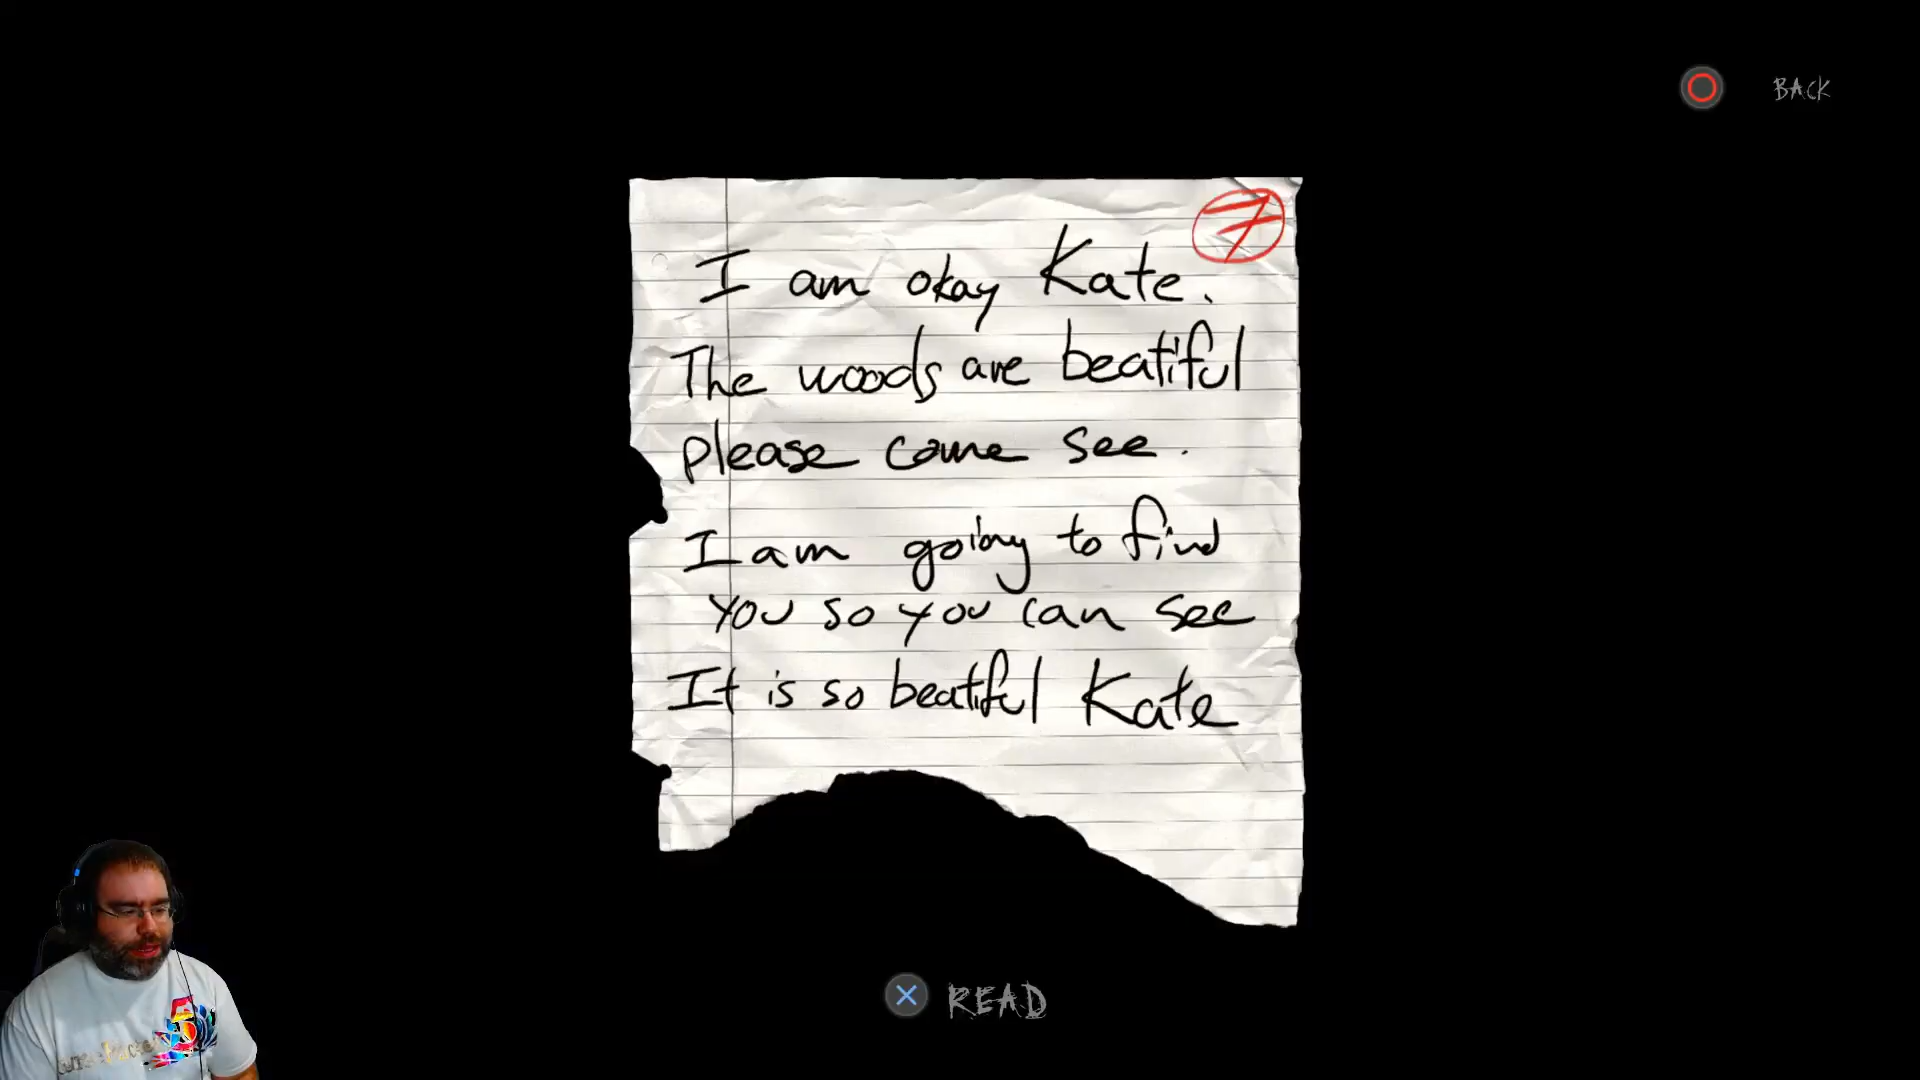 BACK
7
I am okay Kate.
The woods are beatiful
please come see.
I am going to find
you so you can see
It is so beatiful Kate
READ